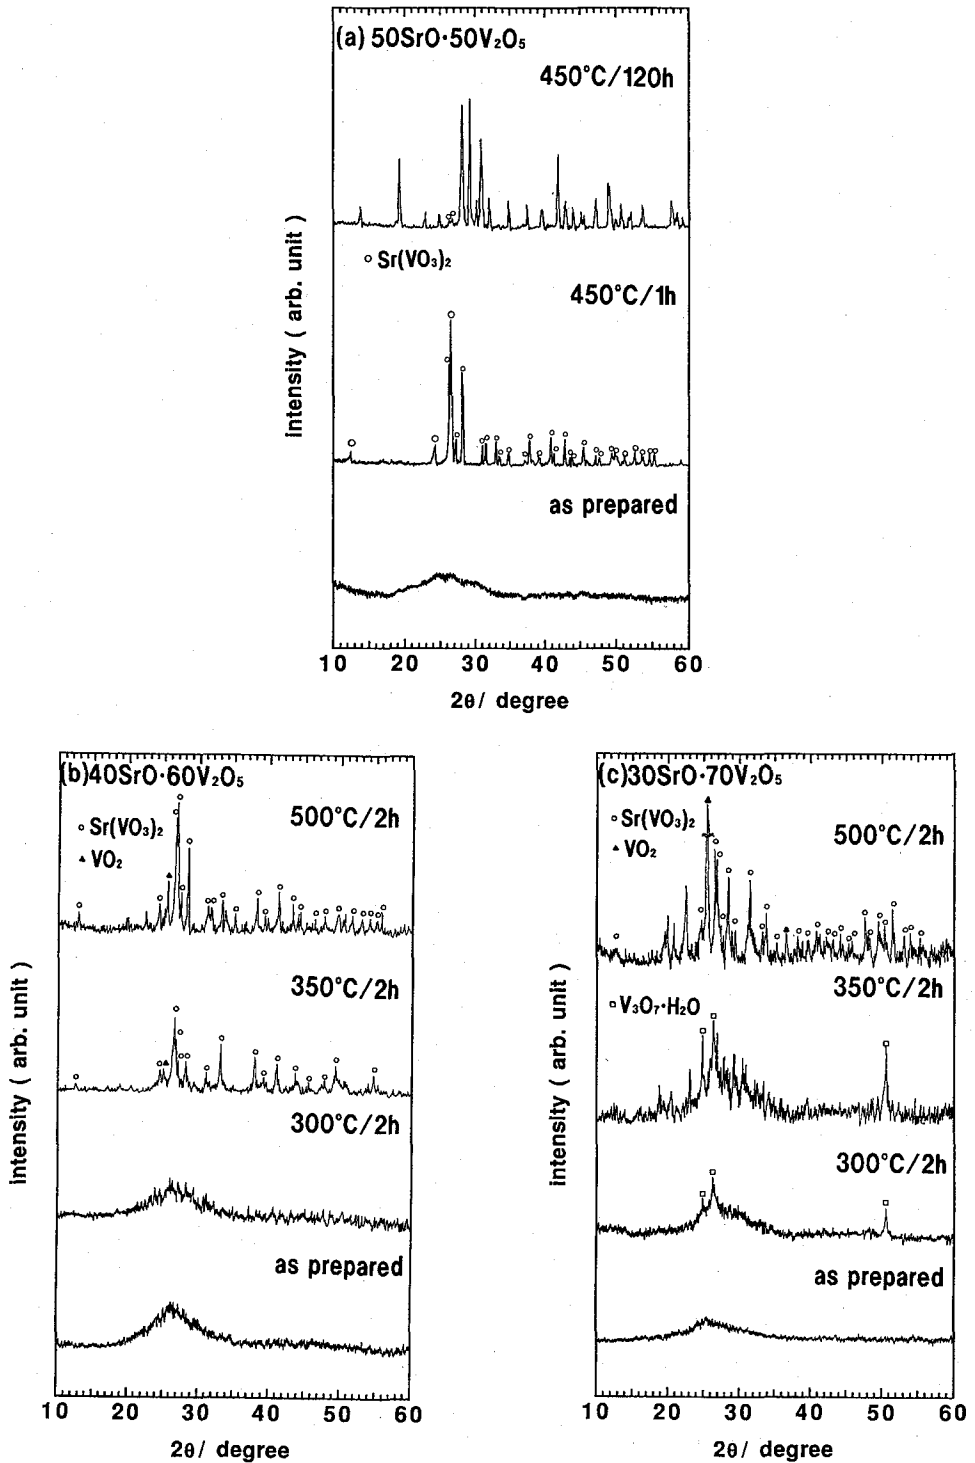 (a) 50SrO·50V₂O₅
450°C/120h
○ Sr(VO₃)₂
450°C/1h
as prepared
Intensity ( arb. unit )
10 20 30 40 50 60
2θ/ degree
(b)40SrO·60V₂O₅
500°C/2h
○ Sr(VO₃)₂
▲ VO₂
350°C/2h
300°C/2h
as prepared
Intensity ( arb. unit )
10 20 30 40 50 60
2θ/ degree
(c)30SrO·70V₂O₅
○ Sr(VO₃)₂
500°C/2h
▲ VO₂
350°C/2h
□ V₃O₇·H₂O
300°C/2h
as prepared
Intensity ( arb. unit )
10 20 30 40 50 60
2θ/ degree